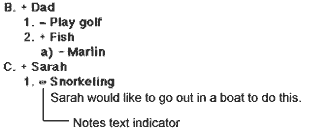 B. + Dad
1. – Play golf
2. + Fish
a) - Marlin
C. + Sarah
1. = Snorkeling
Sarah would like to go out in a boat to do this.
Notes text indicator